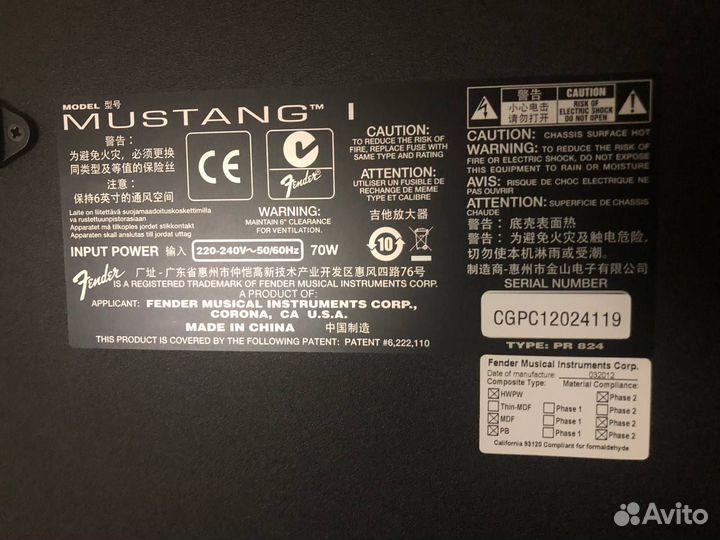 MODEL 型号
MUSTANG™ I
警告:
为避免火灾, 必须更换
同类型及等值的保险丝
注意:
保持6英寸的通风空间
Laite on liitettävä suojamaadoituskoskettimilla
va rustettuunpistorasiaan
Apparatet må tilkoples jordet stikkontakt
Apparaten skall anslutas till jordat uttag
CE
N
Fender
WARNING:
MAINTAIN 6" CLEARANCE
FOR VENTILATION.
CAUTION:
TO REDUCE THE RISK OF
FIRE, REPLACE FUSE WITH
SAME TYPE AND RATING
ATTENTION:
UTILISER UN FUSIBLE DE
RECHANGE DE MÊME
TYPE ET CALIBRE
吉他放大器
10
INPUT POWER 输入 220-240V~50/60Hz 70W
Fender
厂址-广东省惠州市仲恺高新技术产业开发区惠风四路76号
IS A REGISTERED TRADEMARK OF FENDER MUSICAL INSTRUMENTS CORP.
A PRODUCT OF:
APPLICANT: FENDER MUSICAL INSTRUMENTS CORP.,
CORONA, CA U.S.A.
MADE IN CHINA 中国制造
THIS PRODUCT IS COVERED BY THE FOLLOWING PATENT: PATENT #6,222,110
警告
小心电击
请勿打开
CAUTION
RISK OF
ELECTRIC SHOCK
DO NOT OPEN
CAUTION: CHASSIS SURFACE HOT
WARNING: TO REDUCE THE RISK OF
FIRE OR ELECTRIC SHOCK, DO NOT EXPOSE
THIS EQUIPMENT TO RAIN OR MOISTURE
AVIS: RISQUE DE CHOC ELECTRIQUE NE
PAS OUVRIR
ATTENTION: SUPERFICIE DE CHASSIS
CHAUDE
警告: 底壳表面热
警告: 为避免火灾及触电危险,
切勿使本机淋雨或受潮.
制造商-惠州市金山电子有限公司
SERIAL NUMBER
CGPC12024119
TYPE: PR 824
Fender Musical Instruments Corp.
Date of manufacture: 032012
Composite Type: Material Compliance:
HWPW Phase 2
Thin-MDF Phase 1 Phase 2
MDF Phase 1 Phase 2
PB Phase 1 Phase 2
California 93120 Compliant for formaldehyde
Avito